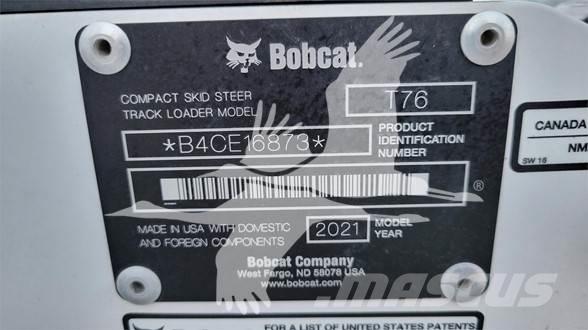 Bobcat.
COMPACT SKID STEER
TRACK LOADER MODEL
T76
*B4CE16873*
PRODUCT
IDENTIFICATION
NUMBER
®
MADE IN USA WITH DOMESTIC
AND FOREIGN COMPONENTS
2021
MODEL
YEAR
Bobcat Company
West Fargo, ND 58078 USA
www.bobcat.com
CANADA
NM
SW 16
FOR A LIST OF UNITED STATES PATENTS
MASCUS